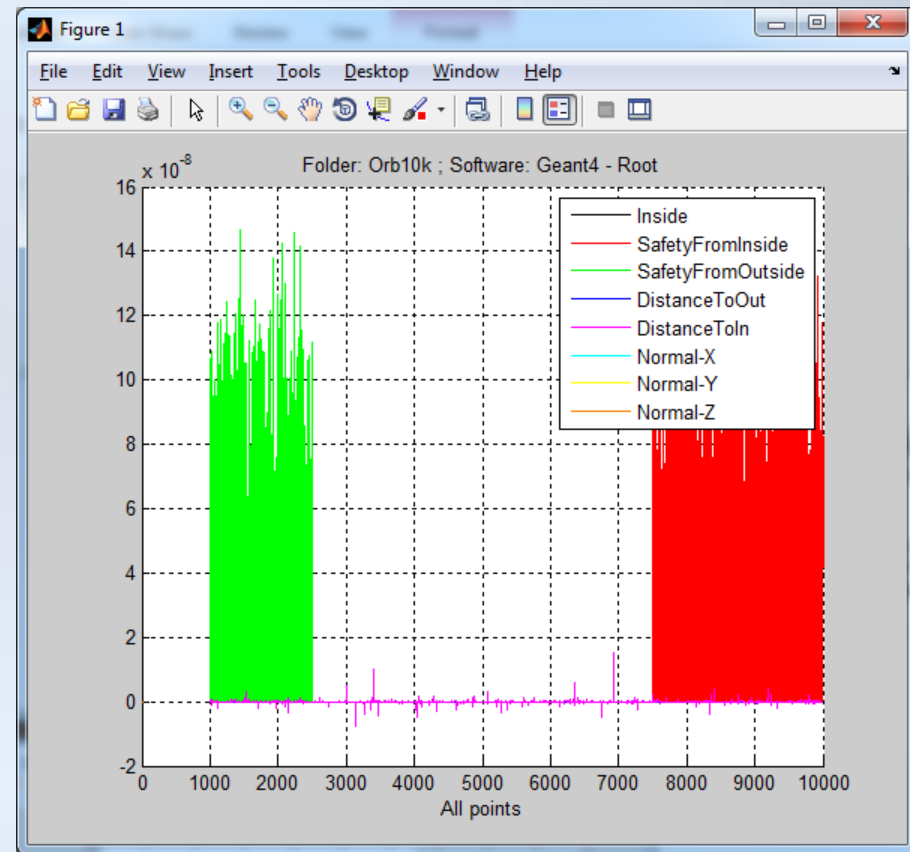 Figure 1
File Edit View Insert Tools Desktop Window Help
x 10^-8
Folder: Orb10k ; Software: Geant4 - Root
16
14
12
10
8
6
4
2
0
-2
Inside
SafetyFromInside
SafetyFromOutside
DistanceToOut
DistanceToIn
Normal-X
Normal-Y
Normal-Z
0 1000 2000 3000 4000 5000 6000 7000 8000 9000 10000
All points